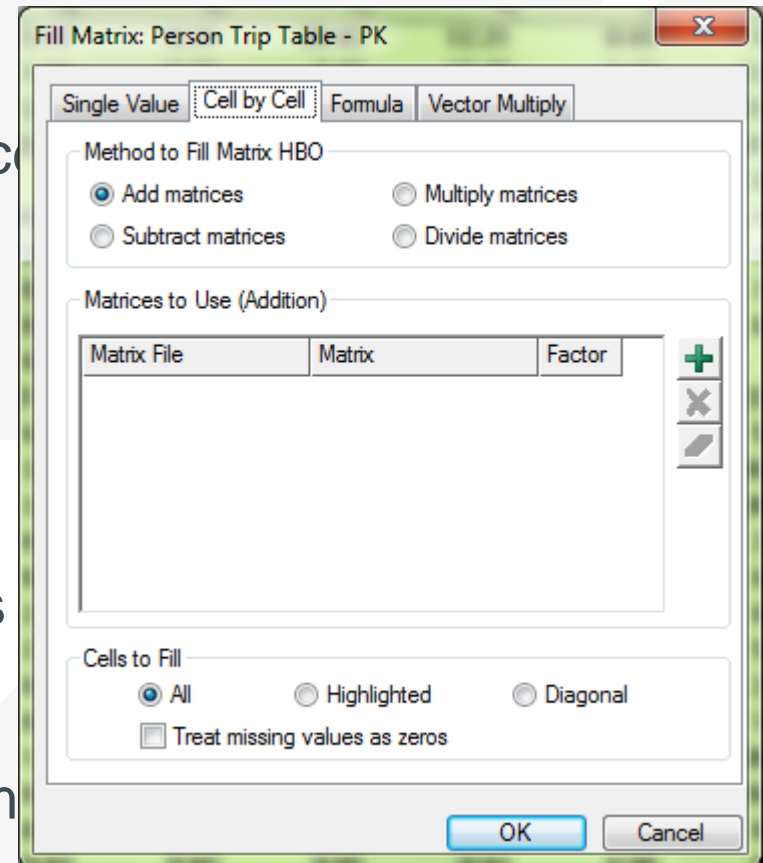 Fill Matrix: Person Trip Table - PK
Single Value Cell by Cell Formula Vector Multiply
Method to Fill Matrix HBO
Add matrices Multiply matrices
Subtract matrices Divide matrices
Matrices to Use (Addition)
Matrix File Matrix Factor
Cells to Fill
All Highlighted Diagonal
Treat missing values as zeros
OK Cancel